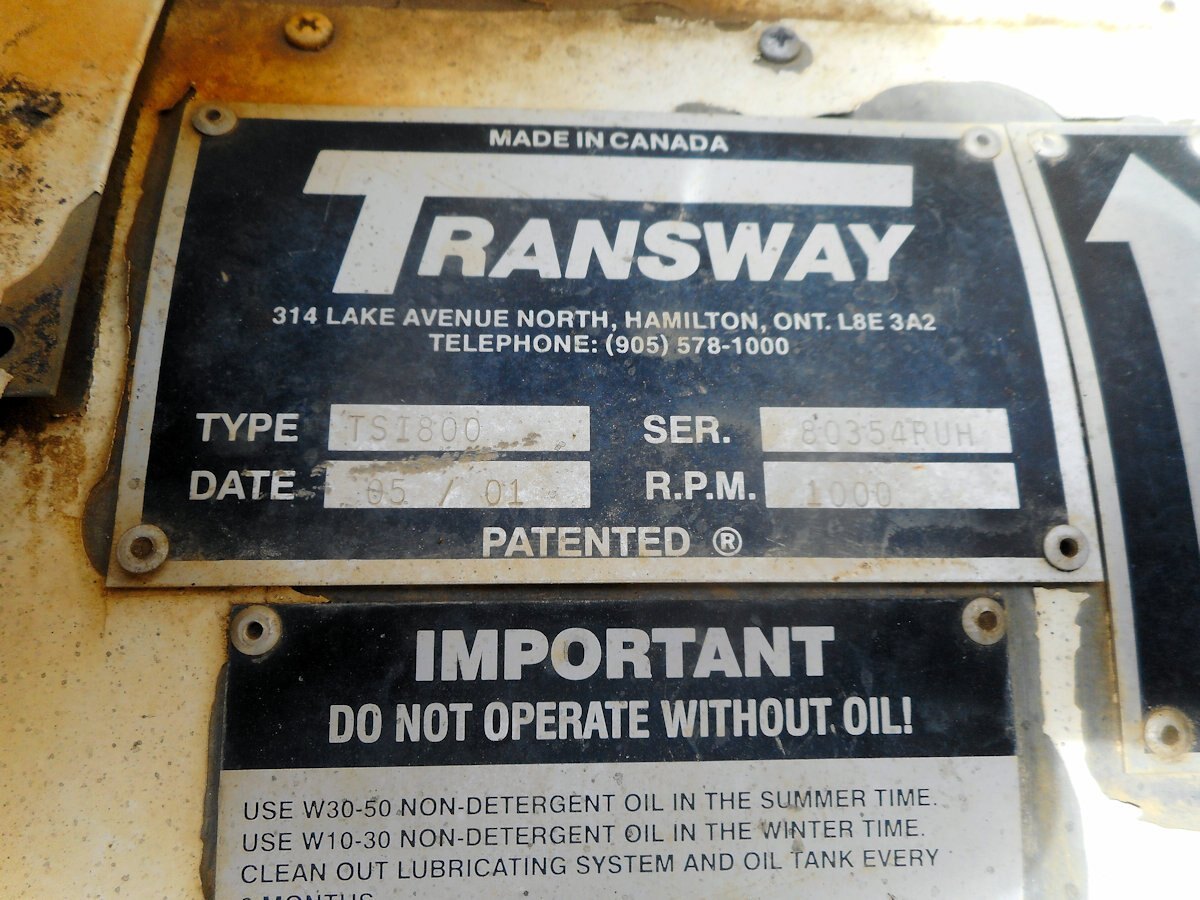 MADE IN CANADA
TRANSWAY
314 LAKE AVENUE NORTH, HAMILTON, ONT. L8E 3A2
TELEPHONE: (905) 578-1000
TYPE TSI800 SER. 80354RUH
DATE 05 / 01 R.P.M. 1000
PATENTED ®
IMPORTANT
DO NOT OPERATE WITHOUT OIL!
USE W30-50 NON-DETERGENT OIL IN THE SUMMER TIME.
USE W10-30 NON-DETERGENT OIL IN THE WINTER TIME.
CLEAN OUT LUBRICATING SYSTEM AND OIL TANK EVERY
MONTHS